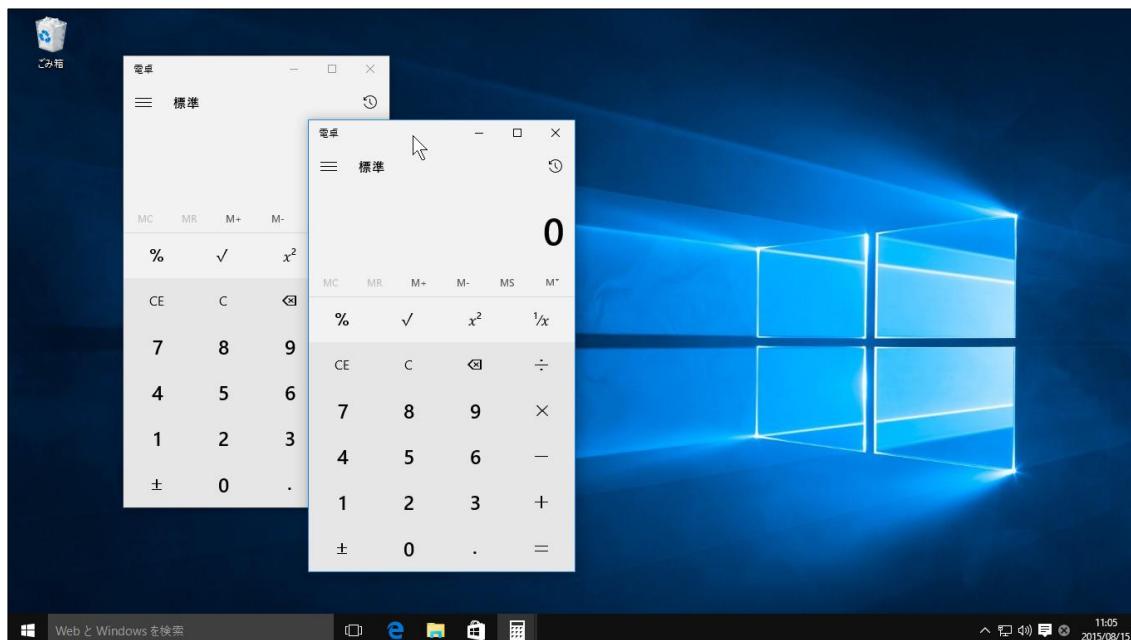 ごみ箱
電卓
標準
MC MR M+ M-
% √ x²
CE C
7 8 9
4 5 6
1 2 3
± 0 .
電卓
標準
0
MC MR M+ M- MS M˅
% √ x² ¹/x
CE C ÷
7 8 9 ×
4 5 6 −
1 2 3 +
± 0 . =
Web と Windows を検索
11:05
2015/08/15